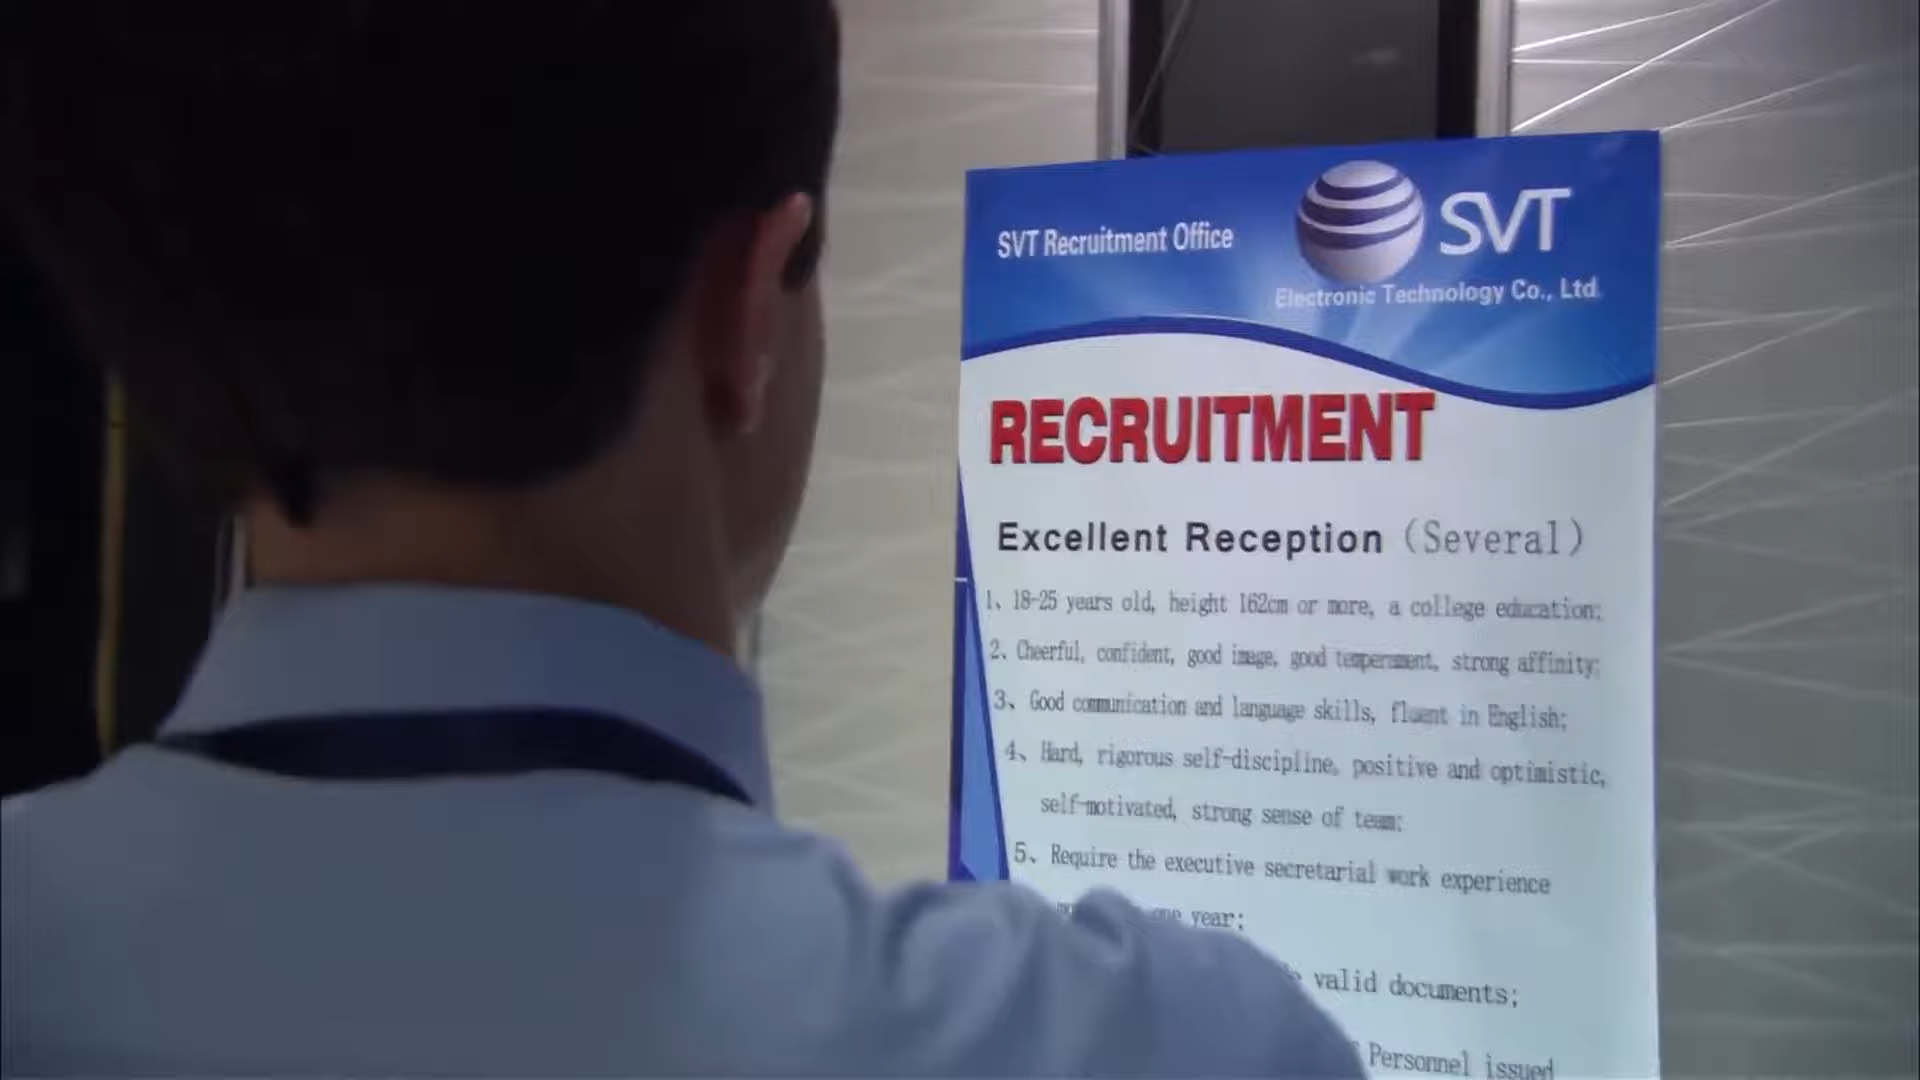 SVT Recruitment Office
SVT
Electronic Technology Co., Ltd.
RECRUITMENT
Excellent Reception (Several)
1、18-25 years old, height 162cm or more, a college education;
2、Cheerful, confident, good image, good temperament, strong affinity;
3、Good communication and language skills, fluent in English;
4、Hard, rigorous self-discipline, positive and optimistic,
self-motivated, strong sense of team;
5、Require the executive secretarial work experience
one year;
valid documents;
Personnel issued